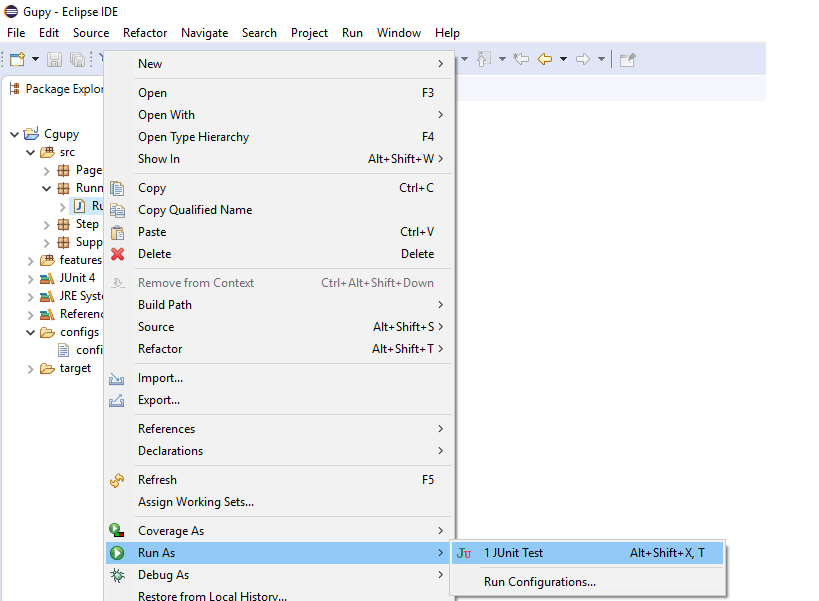 Gupy - Eclipse IDE
File Edit Source Refactor Navigate Search Project Run Window Help
Package Explor
Cgupy
src
Page
Runn
Ru
Step
Supp
features
JUnit 4
JRE Syste
Referenc
configs
confi
target
New
Open F3
Open With
Open Type Hierarchy F4
Show In Alt+Shift+W
Copy Ctrl+C
Copy Qualified Name
Paste Ctrl+V
Delete Delete
Remove from Context Ctrl+Alt+Shift+Down
Build Path
Source Alt+Shift+S
Refactor Alt+Shift+T
Import...
Export...
References
Declarations
Refresh F5
Assign Working Sets...
Coverage As
Run As
Debug As
Restore from Local History...
Ju 1 JUnit Test Alt+Shift+X, T
Run Configurations...